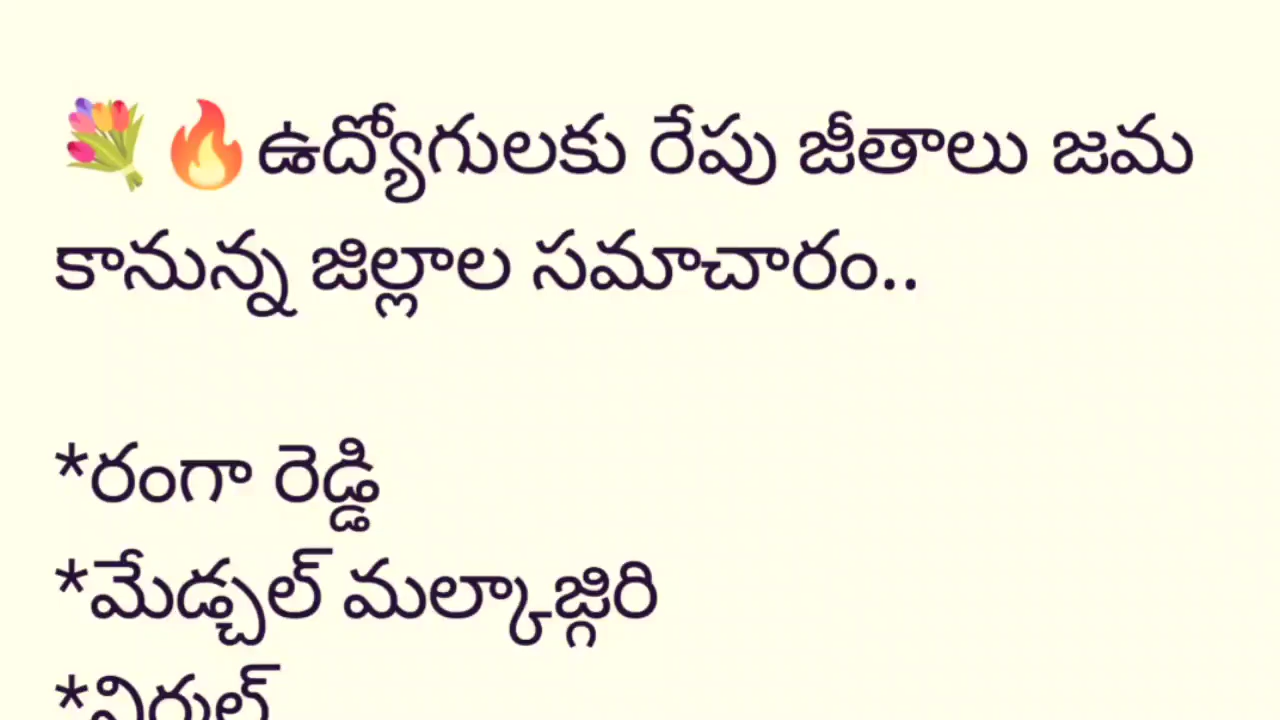 💐🔥ఉద్యోగులకు రేపు జీతాలు జమ
కానున్న జిల్లాల సమాచారం..
*రంగా రెడ్డి
*మేడ్చల్ మల్కాజ్గిరి